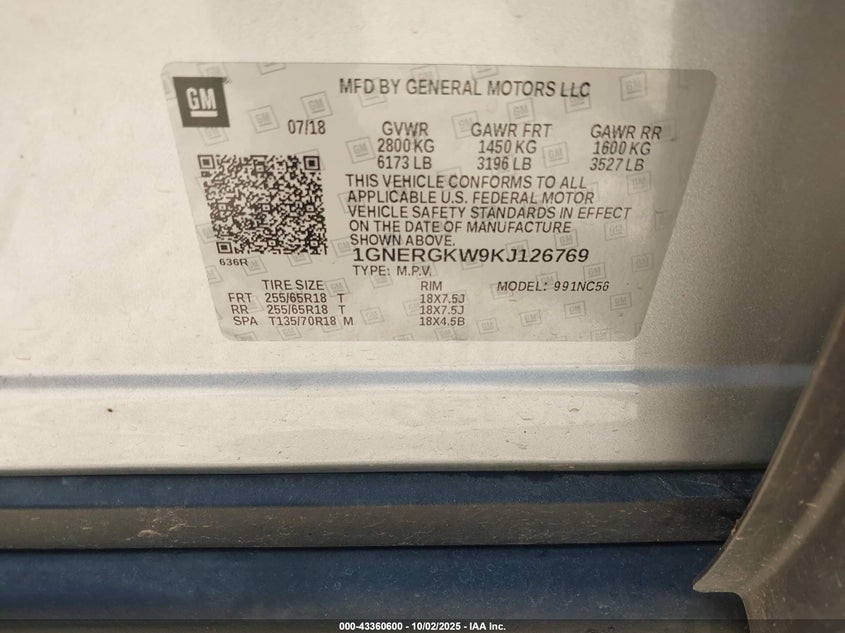 GM
MFD BY GENERAL MOTORS LLC
07/18 GVWR GAWR FRT GAWR RR
2800 KG 1450 KG 1600 KG
6173 LB 3196 LB 3527 LB
THIS VEHICLE CONFORMS TO ALL
APPLICABLE U.S. FEDERAL MOTOR
VEHICLE SAFETY STANDARDS IN EFFECT
ON THE DATE OF MANUFACTURE
SHOWN ABOVE.
636R
1GNERGKW9KJ126769
TYPE: M.P.V.
TIRE SIZE RIM MODEL: 991NC56
FRT 255/65R18 T 18X7.5J
RR 255/65R18 T 18X7.5J
SPA T135/70R18 M 18X4.5B
000-43360600 - 10/02/2025 - IAA Inc.